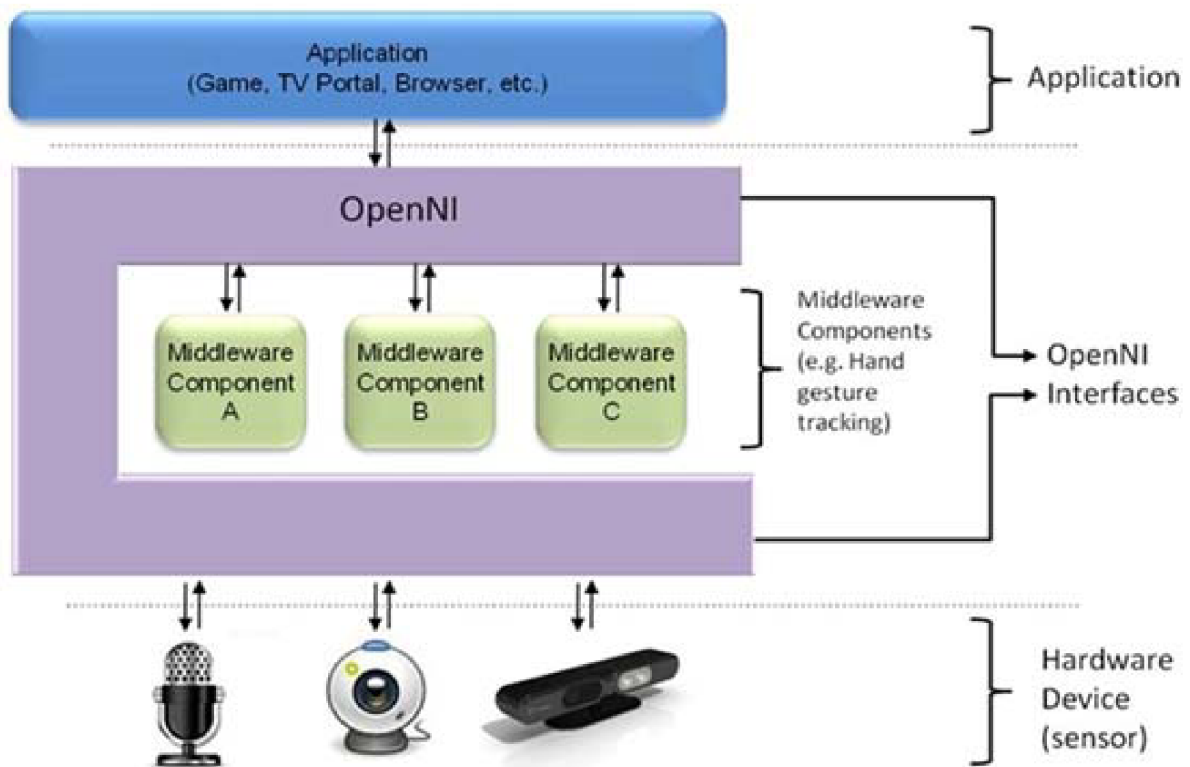 Application
(Game, TV Portal, Browser, etc.)
Application
OpenNI
Middleware
Component
A
Middleware
Component
B
Middleware
Component
C
Middleware
Components
(e.g. Hand
gesture
tracking)
OpenNI
Interfaces
Hardware
Device
(sensor)